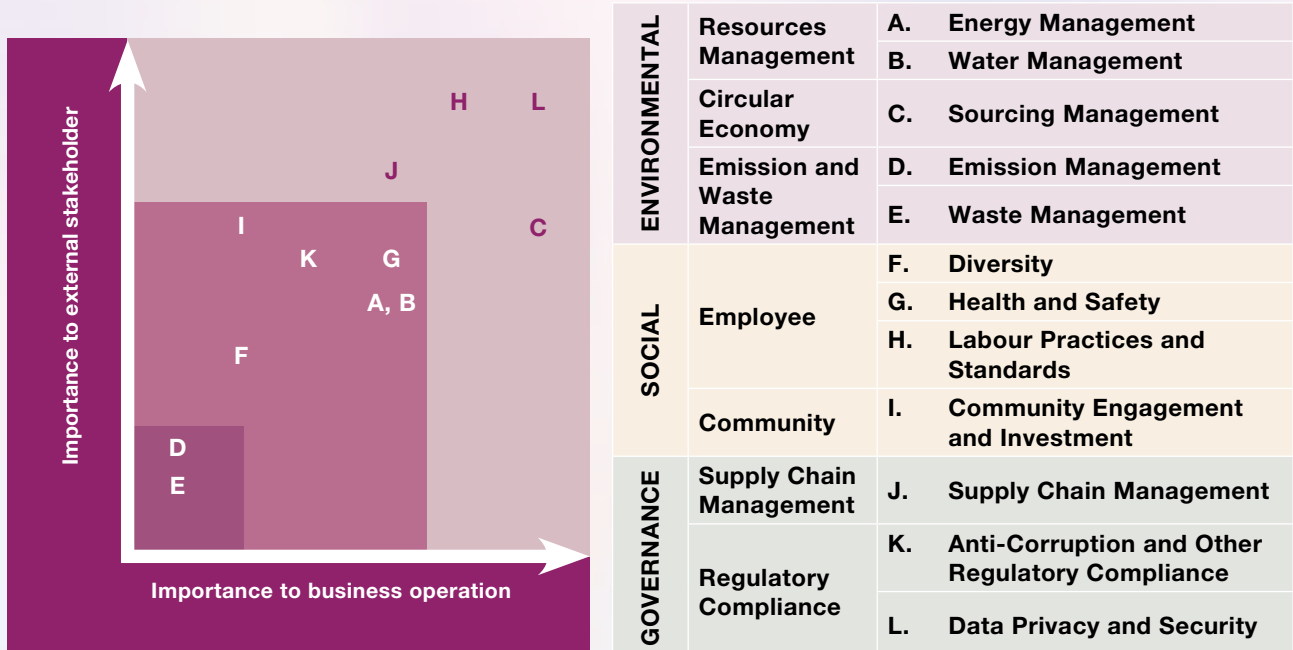 Importance to external stakeholder
H L
J
I
C
K G
A, B
F
D
E
Importance to business operation
ENVIRONMENTAL
Resources
Management
A. Energy Management
B. Water Management
Circular
Economy
C. Sourcing Management
Emission and
Waste
Management
D. Emission Management
E. Waste Management
SOCIAL
Employee
F. Diversity
G. Health and Safety
H. Labour Practices and
Standards
Community
I. Community Engagement
and Investment
GOVERNANCE
Supply Chain
Management
J. Supply Chain Management
Regulatory
Compliance
K. Anti-Corruption and Other
Regulatory Compliance
L. Data Privacy and Security